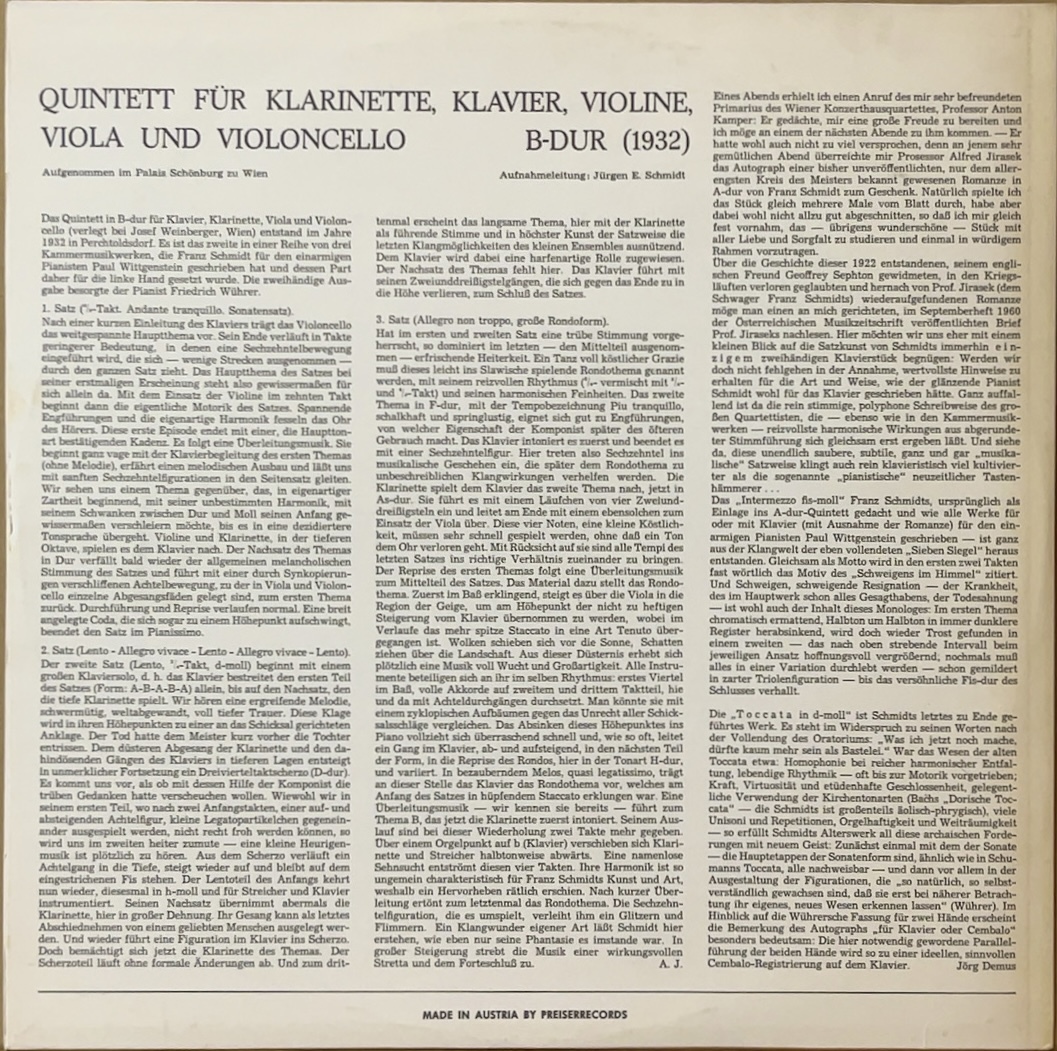 QUINTETT FÜR KLARINETTE, KLAVIER, VIOLINE,
VIOLA UND VIOLONCELLO B-DUR (1932)
Aufgenommen im Palais Schönburg zu Wien Aufnahmeleitung: Jürgen E. Schmidt
Das Quintett in B-dur für Klavier, Klarinette, Viola und Violon-
cello (verlegt bei Josef Weinberger, Wien) entstand im Jahre
1932 in Perchtoldsdorf. Es ist das zweite in einer Reihe von drei
Kammermusikwerken, die Franz Schmidt für den einarmigen
Pianisten Paul Wittgenstein geschrieben hat und dessen Part
daher für die linke Hand gesetzt wurde. Die zweihändige Aus-
gabe besorgte der Pianist Friedrich Wührer.
1. Satz ( -Takt. Andante tranquillo. Sonatensatz).
Nach einer kurzen Einleitung des Klaviers trägt das Violoncello
das weitgespannte Hauptthema vor. Sein Ende verläuft in Takte
geringerer Bedeutung, in denen eine Sechzehntelbewegung
eingeführt wird, die sich — wenige Strecken ausgenommen —
durch den ganzen Satz zieht. Das Hauptthema des Satzes bei
seiner erstmaligen Erscheinung steht also gewissermaßen für
sich allein da. Mit dem Einsatz der Violine im zehnten Takt
beginnt dann die eigentliche Motorik des Satzes. Spannende
Engführungen und die eigenartige Harmonik fesseln das Ohr
des Hörers. Diese erste Episode endet mit einer, die Hauptton-
art bestätigenden Kadenz. Es folgt eine Überleitungsmusik. Sie
beginnt ganz vage mit der Klavierbegleitung des ersten Themas
(ohne Melodie), erfährt einen melodischen Ausbau und läßt uns
mit sanften Sechzehntelfigurationen in den Seitensatz gleiten.
Wir sehen uns einem Thema gegenüber, das, in eigenartiger
Zartheit beginnend, mit seiner unbestimmten Harmonik, mit
seinem Schwanken zwischen Dur und Moll seinen Anfang ge-
wissermaßen verschleiern möchte, bis es in eine dezidiertere
Tonsprache übergeht. Violine und Klarinette, in der tieferen
Oktave, spielen es dem Klavier nach. Der Nachsatz des Themas
in Dur verfällt bald wieder der allgemeinen melancholischen
Stimmung des Satzes und führt mit einer durch Synkopierun-
gen verschliffenen Achtelbewegung, zu der in Viola und Violon-
cello einzelne Abgesangsfäden gelegt sind, zum ersten Thema
zurück. Durchführung und Reprise verlaufen normal. Eine breit
angelegte Coda, die sich sogar zu einem Höhepunkt aufschwingt,
beendet den Satz im Pianissimo.
2. Satz (Lento - Allegro vivace - Lento - Allegro vivace - Lento).
Der zweite Satz (Lento, -Takt, d-moll) beginnt mit einem
großen Klaviersolo, d. h. das Klavier bestreitet den ersten Teil
des Satzes (Form: A-B-A-B-A) allein, bis auf den Nachsatz, den
die tiefe Klarinette spielt. Wir hören eine ergreifende Melodie,
schwermütig, weltabgewandt, voll tiefer Trauer. Diese Klage
wird in ihren Höhepunkten zu einer an das Schicksal gerichteten
Anklage. Der Tod hatte dem Meister kurz vorher die Tochter
entrissen. Dem düsteren Abgesang der Klarinette und den da-
hindösenden Gängen des Klaviers in tieferen Lagen entsteigt
in unmerklicher Fortsetzung ein Dreivierteltaktscherzo (D-dur).
Es kommt uns vor, als ob mit dessen Hilfe der Komponist die
trüben Gedanken hatte verscheuchen wollen. Wiewohl wir in
seinem ersten Teil, wo nach zwei Anfangstakten, einer auf- und
absteigenden Achtelfigur, kleine Legatopartikelchen gegenein-
ander ausgespielt werden, nicht recht froh werden können, so
wird uns im zweiten heiter zumute — eine kleine Heurigen-
musik ist plötzlich zu hören. Aus dem Scherzo verläuft ein
Achtelgang in die Tiefe, steigt wieder auf und bleibt auf dem
eingestrichenen Fis stehen. Der Lentoteil des Anfangs kehrt
nun wieder, diesesmal in h-moll und für Streicher und Klavier
instrumentiert. Seinen Nachsatz übernimmt abermals die
Klarinette, hier in großer Dehnung. Ihr Gesang kann als letztes
Abschiednehmen von einem geliebten Menschen ausgelegt wer-
den. Und wieder führt eine Figuration im Klavier ins Scherzo.
Doch bemächtigt sich jetzt die Klarinette des Themas. Der
Scherzoteil läuft ohne formale Änderungen ab. Und zum drit-
tenmal erscheint das langsame Thema, hier mit der Klarinette
als führende Stimme und in höchster Kunst der Satzweise die
letzten Klangmöglichkeiten des kleinen Ensembles ausnützend.
Dem Klavier wird dabei eine harfenartige Rolle zugewiesen.
Der Nachsatz des Themas fehlt hier. Das Klavier führt mit
seinen Zweiunddreißigstelgängen, die sich gegen das Ende zu in
die Höhe verlieren, zum Schluß des Satzes.
3. Satz (Allegro non troppo, große Rondoform).
Hat im ersten und zweiten Satz eine trübe Stimmung vorge-
herrscht, so dominiert im letzten — den Mittelteil ausgenom-
men — erfrischende Heiterkeit. Ein Tanz voll köstlicher Grazie
muß dieses leicht ins Slawische spielende Rondothema genannt
werden, mit seinem reizvollen Rhythmus ( - vermischt mit -
und -Takt) und seinen harmonischen Feinheiten. Das zweite
Thema in F-dur, mit der Tempobezeichnung Piu tranquillo,
schalkhaft und springlustig, eignet sich gut zu Engführungen,
von welcher Eigenschaft der Komponist später des öfteren
Gebrauch macht. Das Klavier intoniert es zuerst und beendet es
mit einer Sechzehntelfigur. Hier treten also Sechzehntel ins
musikalische Geschehen ein, die später dem Rondothema zu
unbeschreiblichen Klangwirkungen verhelfen werden. Die
Klarinette spielt dem Klavier das zweite Thema nach, jetzt in
As-dur. Sie führt es mit einem Läufchen von vier Zweiund-
dreißigsteln ein und leitet am Ende mit einem ebensolchen zum
Einsatz der Viola über. Diese vier Noten, eine kleine Köstlich-
keit, müssen sehr schnell gespielt werden, ohne daß ein Ton
dem Ohr verloren geht. Mit Rücksicht auf sie sind alle Tempi des
letzten Satzes ins richtige Verhältnis zueinander zu bringen.
Der Reprise des ersten Themas folgt eine Überleitungsmusik
zum Mittelteil des Satzes. Das Material dazu stellt das Rondo-
thema. Zuerst im Baß erklingend, steigt es über die Viola in die
Region der Geige, um am Höhepunkt der nicht zu heftigen
Steigerung vom Klavier übernommen zu werden, wobei im
Verlaufe das mehr spitze Staccato in eine Art Tenuto über-
gegangen ist. Wolken schieben sich vor die Sonne, Schatten
ziehen über die Landschaft. Aus dieser Düsternis erhebt sich
plötzlich eine Musik voll Wucht und Großartigkeit. Alle Instru-
mente beteiligen sich an ihr im selben Rhythmus: erstes Viertel
im Baß, volle Akkorde auf zweitem und drittem Taktteil, hie
und da mit Achteldurchgängen durchsetzt. Man könnte sie mit
einem zyklopischen Aufbäumen gegen das Unrecht aller Schick-
salsschläge vergleichen. Das Absinken dieses Höhepunktes ins
Piano vollzieht sich überraschend schnell und, wie so oft, leitet
ein Gang im Klavier, ab- und aufsteigend, in den nächsten Teil
der Form, in die Reprise des Rondos, hier in der Tonart H-dur,
und variiert. In bezauberndem Melos, quasi legatissimo, trägt
an dieser Stelle das Klavier das Rondothema vor, welches am
Anfang des Satzes in hüpfendem Staccato erklungen war. Eine
Überleitungsmusik — wir kennen sie bereits — führt zum
Thema B, das jetzt die Klarinette zuerst intoniert. Seinem Aus-
lauf sind bei dieser Wiederholung zwei Takte mehr gegeben.
Über einem Orgelpunkt auf b (Klavier) verschieben sich Klari-
nette und Streicher halbtonweise abwärts. Eine namenlose
Sehnsucht entströmt diesen vier Takten. Ihre Harmonik ist so
ungemein charakteristisch für Franz Schmidts Kunst und Art,
weshalb ein Hervorheben rätlich erschien. Nach kurzer Über-
leitung ertönt zum letztenmal das Rondothema. Die Sechzehn-
telfiguration, die es umspielt, verleiht ihm ein Glitzern und
Flimmern. Ein Klangwunder eigener Art läßt Schmidt hier
erstehen, wie eben nur seine Phantasie es imstande war. In
großer Steigerung strebt die Musik einer wirkungsvollen
Stretta und dem Forteschluß zu. A. J.
Eines Abends erhielt ich einen Anruf des mir sehr befreundeten
Primarius des Wiener Konzerthausquartettes, Professor Anton
Kamper: Er gedächte, mir eine große Freude zu bereiten und
ich möge an einem der nächsten Abende zu ihm kommen. — Er
hatte wohl auch nicht zu viel versprochen, denn an jenem sehr
gemütlichen Abend überreichte mir Prosessor Alfred Jirasek
das Autograph einer bisher unveröffentlichten, nur dem aller-
engsten Kreis des Meisters bekannt gewesenen Romanze in
A-dur von Franz Schmidt zum Geschenk. Natürlich spielte ich
das Stück gleich mehrere Male vom Blatt durch, habe aber
dabei wohl nicht allzu gut abgeschnitten, so daß ich mir gleich
fest vornahm, das — übrigens wunderschöne — Stück mit
aller Liebe und Sorgfalt zu studieren und einmal in würdigem
Rahmen vorzutragen.
Über die Geschichte dieser 1922 entstandenen, seinem engli-
schen Freund Geoffrey Sephton gewidmeten, in den Kriegs-
läuften verloren geglaubten und hernach von Prof. Jirasek (dem
Schwager Franz Schmidts) wiederaufgefundenen Romanze
möge man einen an mich gerichteten, im Septemberheft 1960
der Österreichischen Musikzeitschrift veröffentlichten Brief
Prof. Jiraseks nachlesen. Hier möchten wir uns eher mit einem
kleinen Blick auf die Satzkunst von Schmidts immerhin e i n -
z i g e m zweihändigen Klavierstück begnügen: Werden wir
doch nicht fehlgehen in der Annahme, wertvollste Hinweise zu
erhalten für die Art und Weise, wie der glänzende Pianist
Schmidt wohl für das Klavier geschrieben hätte. Ganz auffal-
lend ist da die rein stimmige, polyphone Schreibweise des gro-
ßen Quartettisten, die — ebenso wie in den Kammermusik-
werken — reizvollste harmonische Wirkungen aus abgerunde-
ter Stimmführung sich gleichsam erst ergeben läßt. Und siehe
da, diese unendlich saubere, subtile, ganz und gar „musika-
lische" Satzweise klingt auch rein klavieristisch viel kultivier-
ter als die sogenannte „pianistische" neuzeitlicher Tasten-
hämmerer . . .
Das „Intermezzo fis-moll" Franz Schmidts, ursprünglich als
Einlage ins A-dur-Quintett gedacht und wie alle Werke für
oder mit Klavier (mit Ausnahme der Romanze) für den ein-
armigen Pianisten Paul Wittgenstein geschrieben — ist ganz
aus der Klangwelt der eben vollendeten „Sieben Siegel" heraus
entstanden. Gleichsam als Motto wird in den ersten zwei Takten
fast wörtlich das Motiv des „Schweigens im Himmel" zitiert.
Und Schweigen, schweigende Resignation — der Krankheit,
des im Hauptwerk schon alles Gesagthabens, der Todesahnung
— ist wohl auch der Inhalt dieses Monologes: Im ersten Thema
chromatisch ermattend, Halbton um Halbton in immer dunklere
Register herabsinkend, wird doch wieder Trost gefunden in
einem zweiten — das nach oben strebende Intervall beim
jeweiligen Ansatz hoffnungsvoll vergrößernd, nochmals muß
alles in einer Variation durchlebt werden — schon gemildert
in zarter Triolenfiguration — bis das versöhnliche Fis-dur des
Schlusses verhallt.
Die „T o c c a t a in d-moll" ist Schmidts letztes zu Ende ge-
führtes Werk. Es steht im Widerspruch zu seinen Worten nach
der Vollendung des Oratoriums: „Was ich jetzt noch mache,
dürfte kaum mehr sein als Bastelei." War das Wesen der alten
Toccata etwa: Homophonie bei reicher harmonischer Entfal-
tung, lebendige Rhythmik — oft bis zur Motorik vorgetrieben;
Kraft, Virtuosität und etüdenhafte Geschlossenheit, gelegent-
liche Verwendung der Kirchentonarten (Bachs „Dorische Toc-
cata" — die Schmidts ist großenteils äolisch-phrygisch), viele
Unisoni und Repetitionen, Orgelhaftigkeit und Weiträumigkeit
— so erfüllt Schmidts Alterswerk all diese archaischen Forde-
rungen mit neuem Geist: Zunächst einmal mit dem der Sonate
— die Hauptetappen der Sonatenform sind, ähnlich wie in Schu-
manns Toccata, alle nachweisbar — und dann vor allem in der
Ausgestaltung der Figurationen, die „so natürlich, so selbst-
verständlich gewachsen sind, daß sie erst bei näherer Betrach-
tung ihr eigenes, neues Wesen erkennen lassen" (Wührer). Im
Hinblick auf die Wührersche Fassung für zwei Hände erscheint
die Bemerkung des Autographs „für Klavier oder Cembalo"
besonders bedeutsam: Die hier notwendig gewordene Parallel-
führung der beiden Hände wird so zu einer ideellen, sinnvollen
Cembalo-Registrierung auf dem Klavier. Jörg Demus
MADE IN AUSTRIA BY PREISERRECORDS